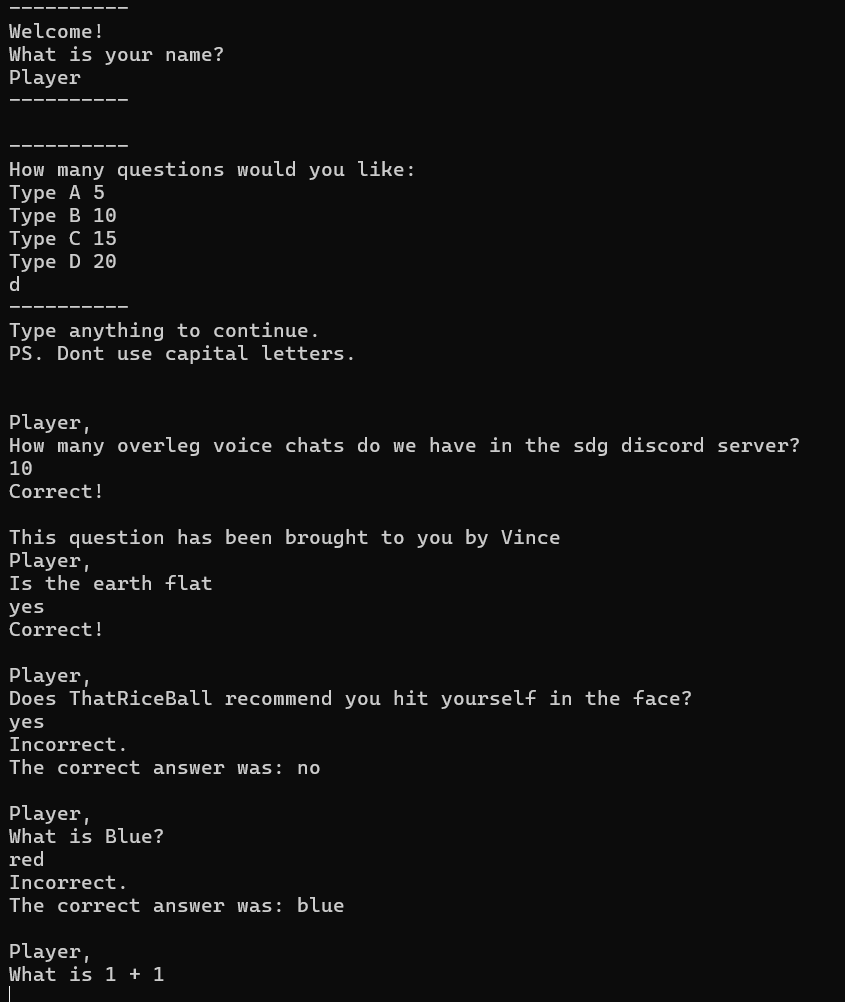 ----------
Welcome!
What is your name?
Player
----------
----------
How many questions would you like:
Type A 5
Type B 10
Type C 15
Type D 20
d
----------
Type anything to continue.
PS. Dont use capital letters.
Player,
How many overleg voice chats do we have in the sdg discord server?
10
Correct!
This question has been brought to you by Vince
Player,
Is the earth flat
yes
Correct!
Player,
Does ThatRiceBall recommend you hit yourself in the face?
yes
Incorrect.
The correct answer was: no
Player,
What is Blue?
red
Incorrect.
The correct answer was: blue
Player,
What is 1 + 1